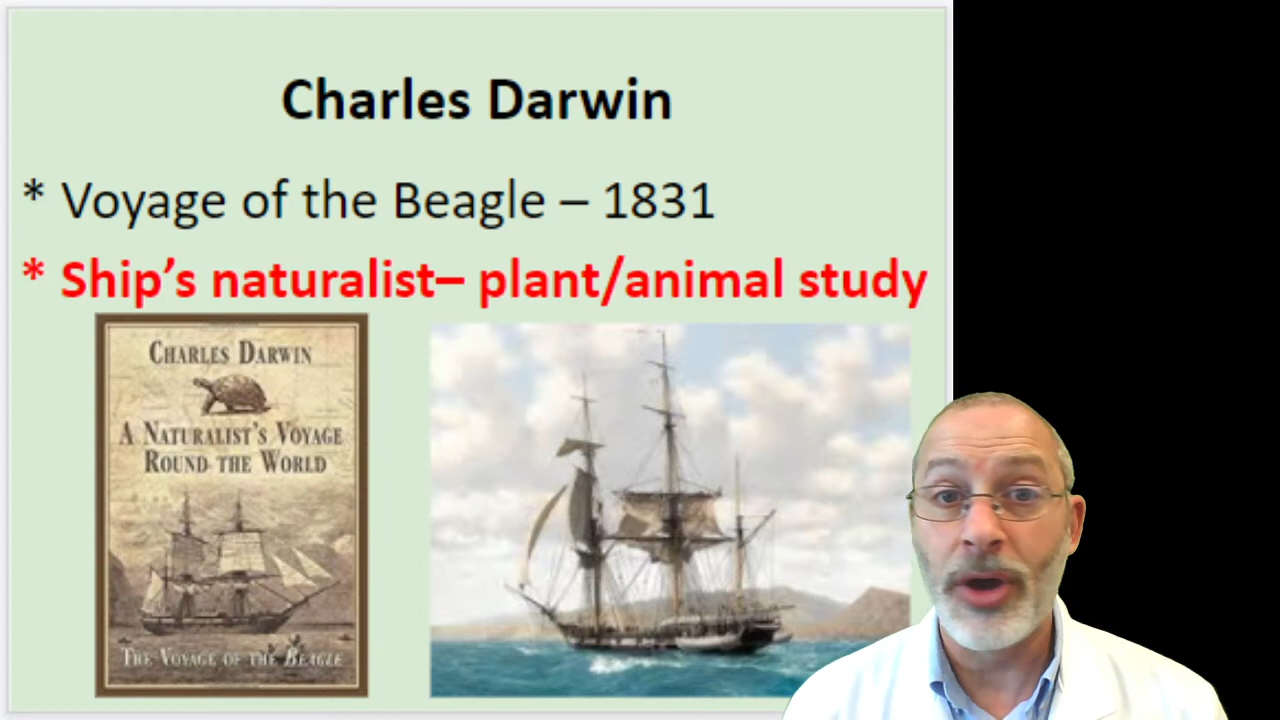 Charles Darwin
* Voyage of the Beagle – 1831
* Ship’s naturalist– plant/animal study
CHARLES DARWIN
A NATURALIST'S VOYAGE
ROUND THE WORLD
THE VOYAGE OF THE BEAGLE